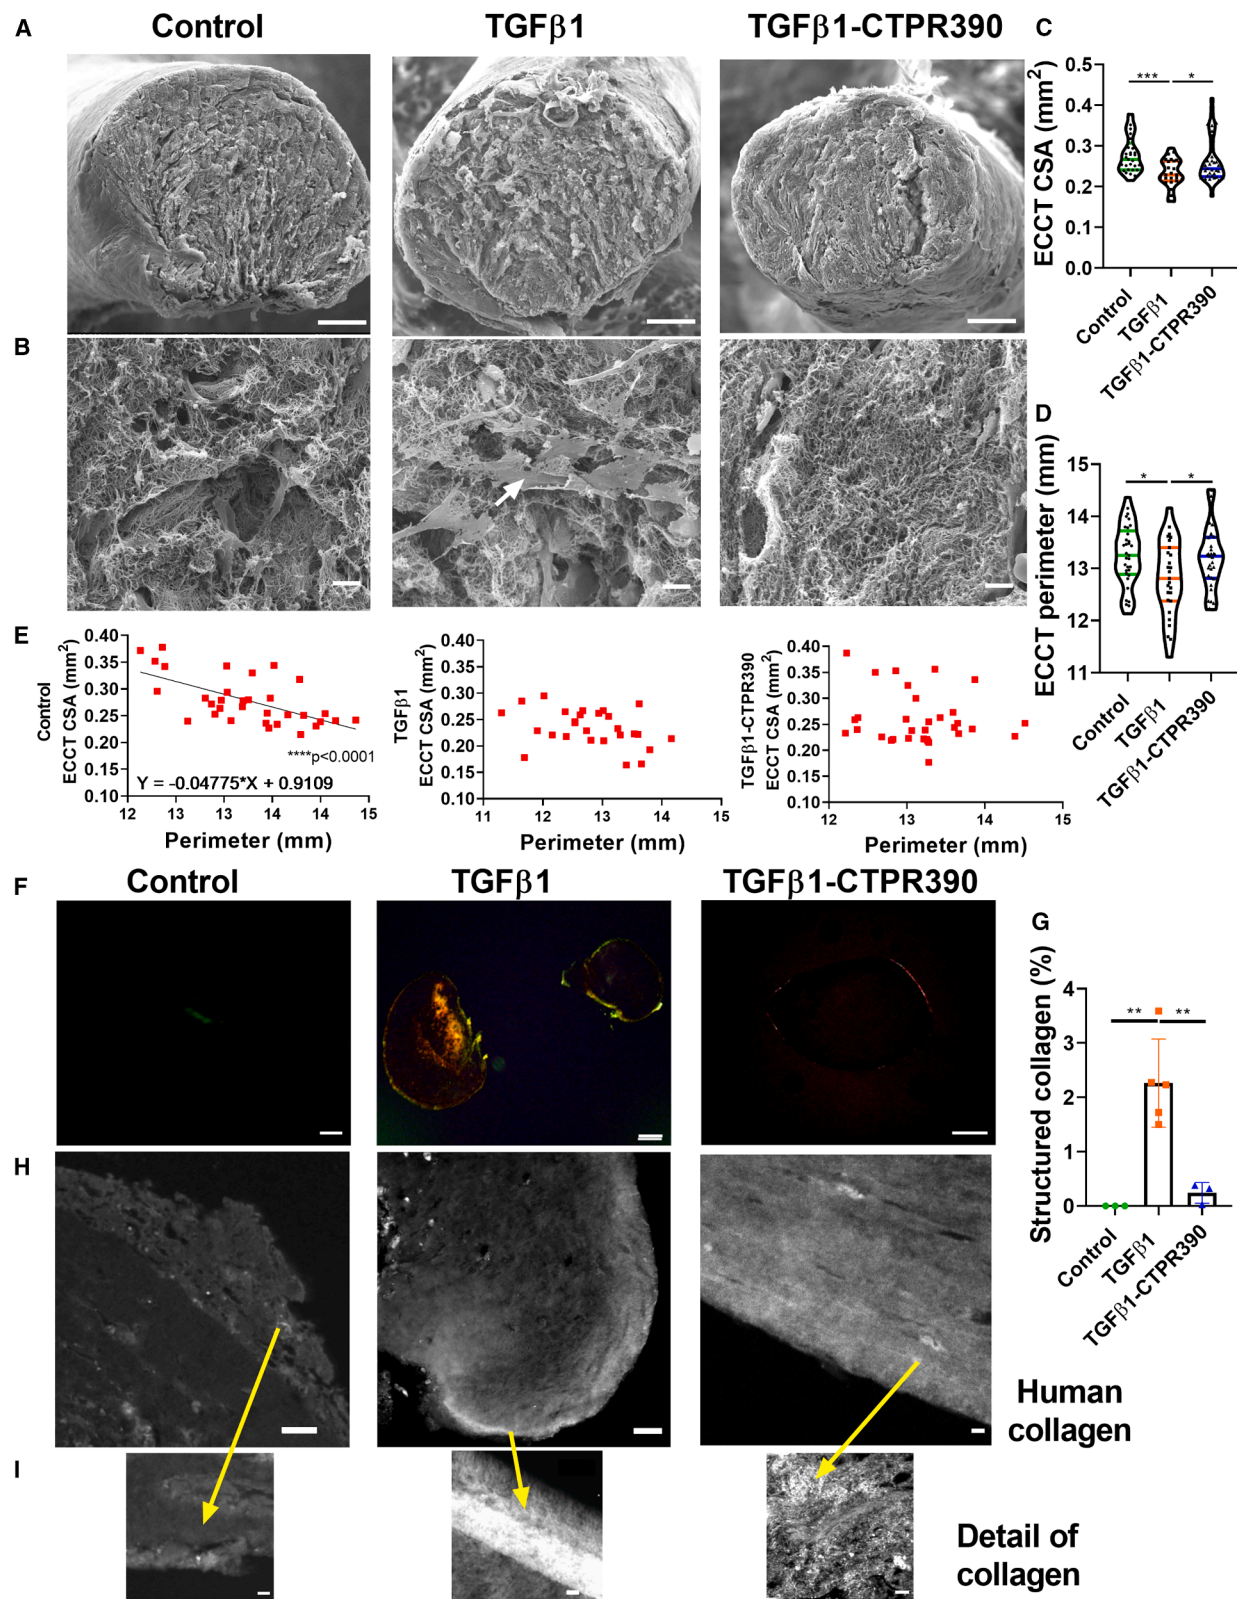 A
Control
TGFβ1
TGFβ1-CTPR390
C
ECCT CSA (mm²)
0.5
0.4
0.3
0.2
0.1
0.0
***
*
Control
TGFβ1
TGFβ1-CTPR390
B
D
ECCT perimeter (mm)
15
14
13
12
11
*
*
Control
TGFβ1
TGFβ1-CTPR390
E
Control
ECCT CSA (mm²)
0.40
0.35
0.30
0.25
0.20
0.15
0.10
****p<0.0001
Y = -0.04775*X + 0.9109
12
13
13
14
14
15
Perimeter (mm)
TGFβ1
ECCT CSA (mm²)
0.40
0.35
0.30
0.25
0.20
0.15
0.10
11
12
13
14
15
Perimeter (mm)
TGFβ1-CTPR390
ECCT CSA (mm²)
0.40
0.35
0.30
0.25
0.20
0.15
0.10
12
13
14
15
Perimeter (mm)
F
Control
TGFβ1
TGFβ1-CTPR390
G
Structured collagen (%)
4
3
2
1
0
**
**
Control
TGFβ1
TGFβ1-CTPR390
H
Human
collagen
I
Detail of
collagen